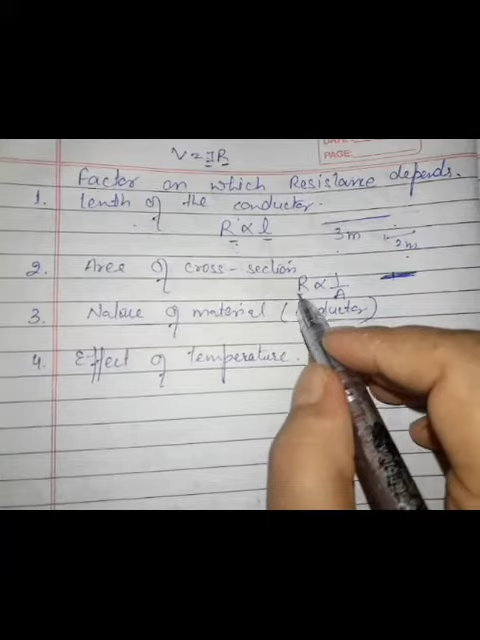 DATE
PAGE
V = IR
Factor on which Resistance depends.
1. lenth of the conductor.
R ∝ l
3m
2m
2. Area of cross-section
R ∝ 1/A
3. Nature of material (
4. Effect of temperature.